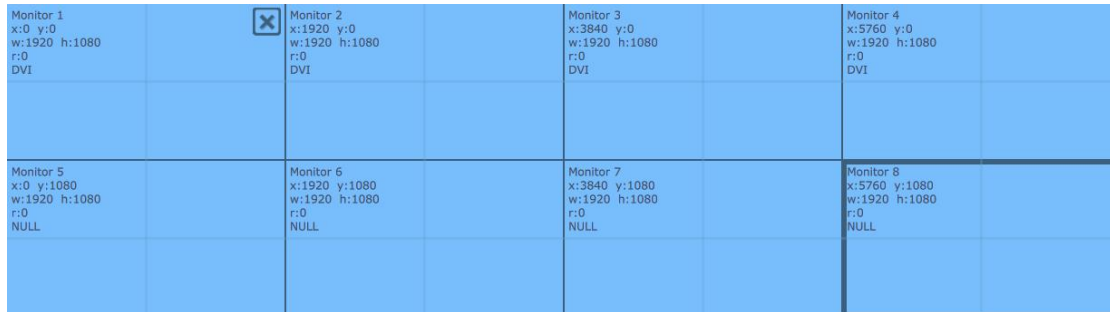 Monitor 1
x:0 y:0
w:1920 h:1080
r:0
DVI
Monitor 2
x:1920 y:0
w:1920 h:1080
r:0
DVI
Monitor 3
x:3840 y:0
w:1920 h:1080
r:0
DVI
Monitor 4
x:5760 y:0
w:1920 h:1080
r:0
DVI
Monitor 5
x:0 y:1080
w:1920 h:1080
r:0
NULL
Monitor 6
x:1920 y:1080
w:1920 h:1080
r:0
NULL
Monitor 7
x:3840 y:1080
w:1920 h:1080
r:0
NULL
Monitor 8
x:5760 y:1080
w:1920 h:1080
r:0
NULL